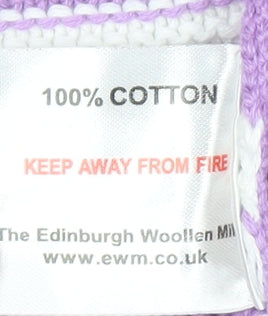 100% COTTON
KEEP AWAY FROM FIRE
The Edinburgh Woollen Mill
www.ewm.co.uk